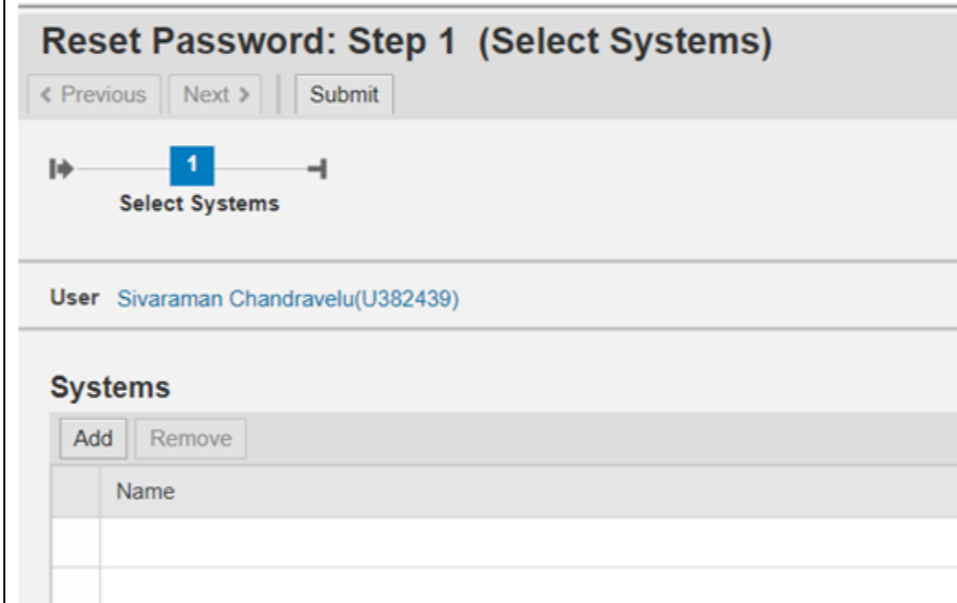 Reset Password: Step 1 (Select Systems)
< Previous Next > Submit
1
Select Systems
User Sivaraman Chandravelu(U382439)
Systems
Add Remove
Name